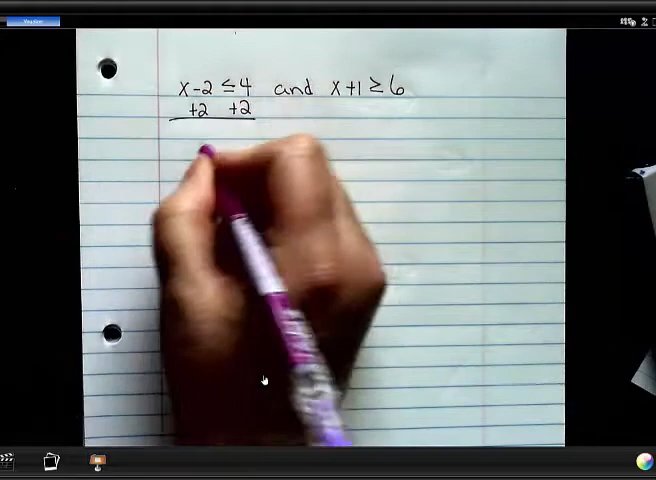 x-2 ≤ 4 and x+1 ≥ 6
+2 +2